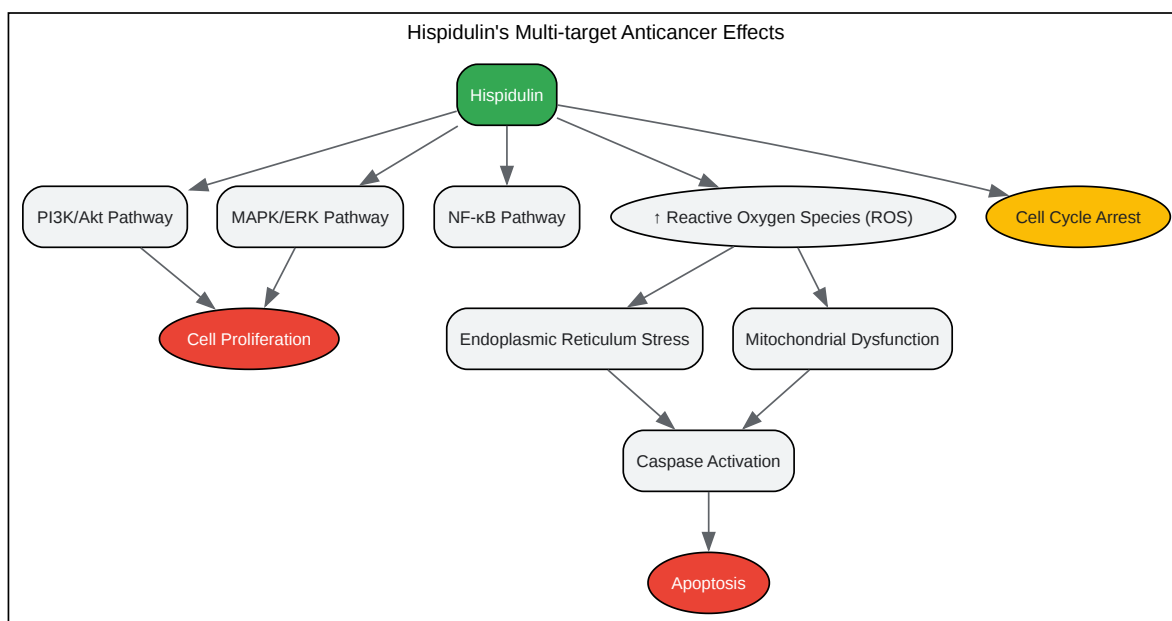 Hispidulin's Multi-target Anticancer Effects
Hispidulin
PI3K/Akt Pathway
MAPK/ERK Pathway
NF-κB Pathway
↑ Reactive Oxygen Species (ROS)
Cell Cycle Arrest
Cell Proliferation
Endoplasmic Reticulum Stress
Mitochondrial Dysfunction
Caspase Activation
Apoptosis